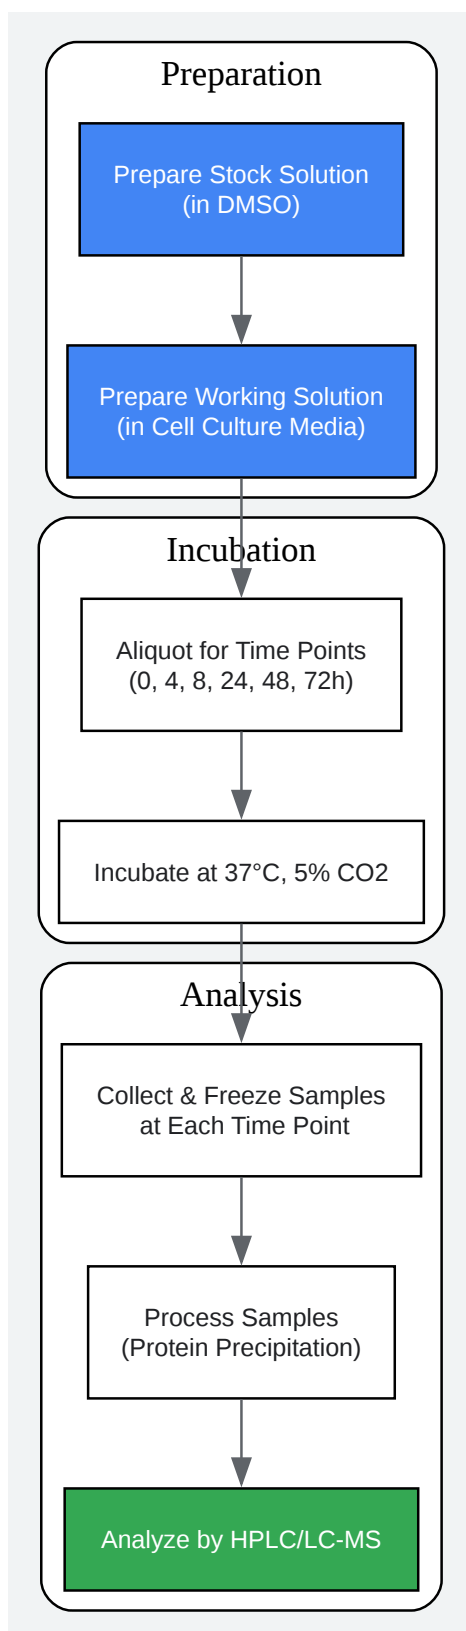 Preparation
Prepare Stock Solution
(in DMSO)
Prepare Working Solution
(in Cell Culture Media)
Incubation
Aliquot for Time Points
(0, 4, 8, 24, 48, 72h)
Incubate at 37°C, 5% CO2
Analysis
Collect & Freeze Samples
at Each Time Point
Process Samples
(Protein Precipitation)
Analyze by HPLC/LC-MS